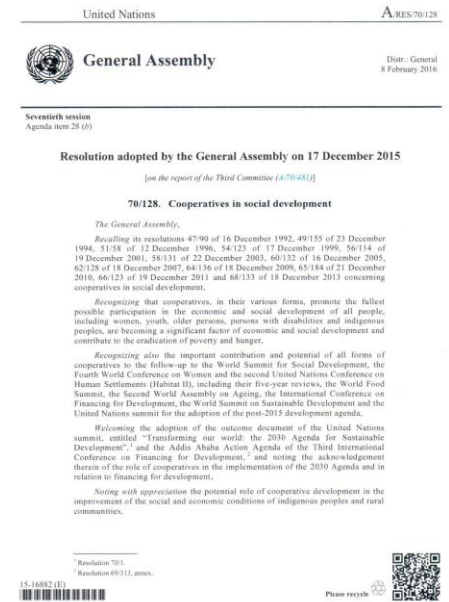 United Nations A/RES/70/128
General Assembly
Distr.: General
8 February 2016
Seventieth session
Agenda item 28 (b)
Resolution adopted by the General Assembly on 17 December 2015
[on the report of the Third Committee (A/70/481)]
70/128. Cooperatives in social development
The General Assembly,
Recalling its resolutions 47/90 of 16 December 1992, 49/155 of 23 December
1994, 51/58 of 12 December 1996, 54/123 of 17 December 1999, 56/114 of
19 December 2001, 58/131 of 22 December 2003, 60/132 of 16 December 2005,
62/128 of 18 December 2007, 64/136 of 18 December 2009, 65/184 of 21 December
2010, 66/123 of 19 December 2011 and 68/133 of 18 December 2013 concerning
cooperatives in social development,
Recognizing that cooperatives, in their various forms, promote the fullest
possible participation in the economic and social development of all people,
including women, youth, older persons, persons with disabilities and indigenous
peoples, are becoming a significant factor of economic and social development and
contribute to the eradication of poverty and hunger,
Recognizing also the important contribution and potential of all forms of
cooperatives to the follow-up to the World Summit for Social Development, the
Fourth World Conference on Women and the second United Nations Conference on
Human Settlements (Habitat II), including their five-year reviews, the World Food
Summit, the Second World Assembly on Ageing, the International Conference on
Financing for Development, the World Summit on Sustainable Development and the
United Nations summit for the adoption of the post-2015 development agenda,
Welcoming the adoption of the outcome document of the United Nations
summit, entitled “Transforming our world: the 2030 Agenda for Sustainable
Development”,1 and the Addis Ababa Action Agenda of the Third International
Conference on Financing for Development,2 and noting the acknowledgement
therein of the role of cooperatives in the implementation of the 2030 Agenda and in
relation to financing for development,
Noting with appreciation the potential role of cooperative development in the
improvement of the social and economic conditions of indigenous peoples and rural
communities,
1 Resolution 70/1.
2 Resolution 69/313, annex.
15-16882 (E)
Please recycle